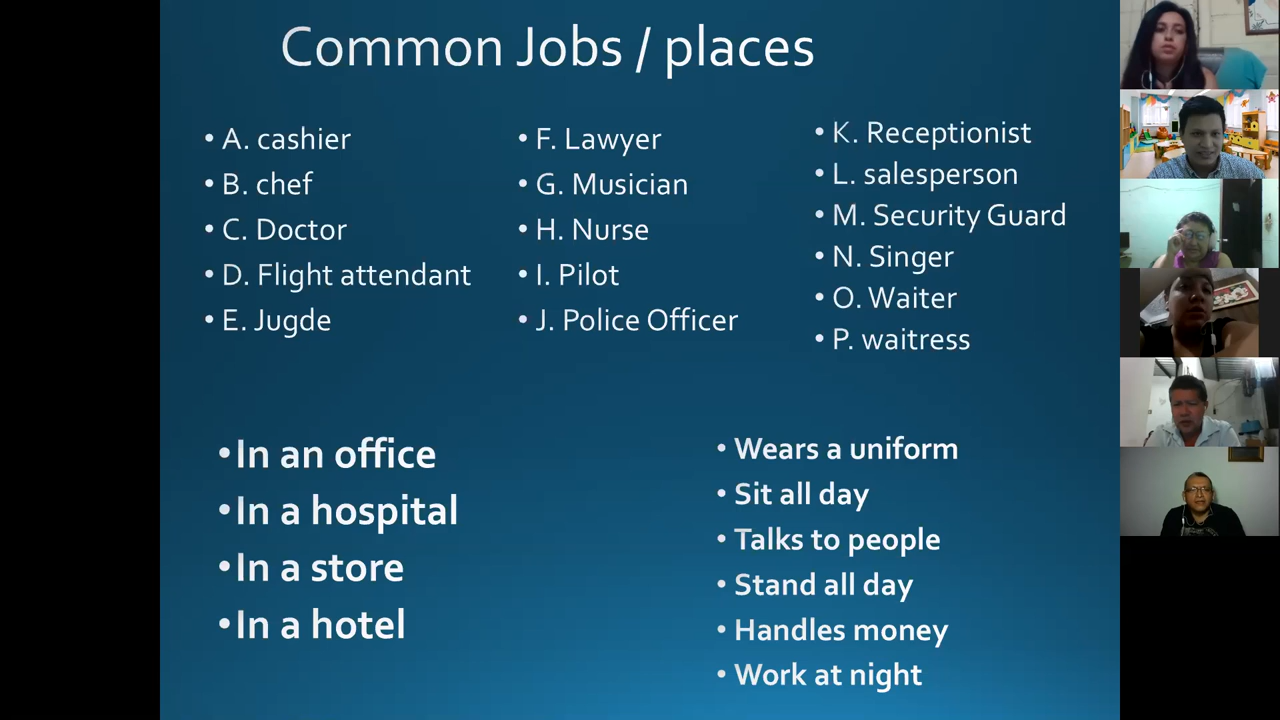 Common Jobs / places
• A. cashier
• B. chef
• C. Doctor
• D. Flight attendant
• E. Jugde
• F. Lawyer
• G. Musician
• H. Nurse
• I. Pilot
• J. Police Officer
• K. Receptionist
• L. salesperson
• M. Security Guard
• N. Singer
• O. Waiter
• P. waitress
• In an office
• In a hospital
• In a store
• In a hotel
• Wears a uniform
• Sit all day
• Talks to people
• Stand all day
• Handles money
• Work at night